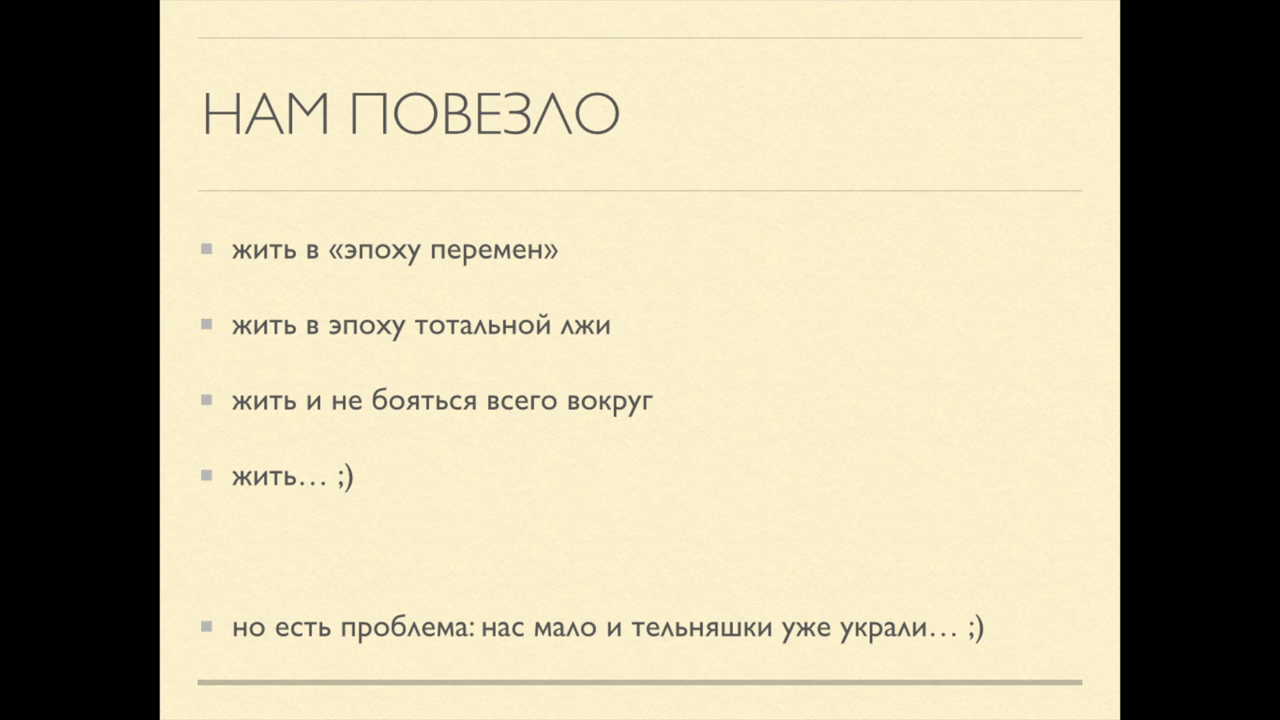 НАМ ПОВЕЗЛО
жить в «эпоху перемен»
жить в эпоху тотальной лжи
жить и не бояться всего вокруг
жить… ;)
но есть проблема: нас мало и тельняшки уже украли… ;)